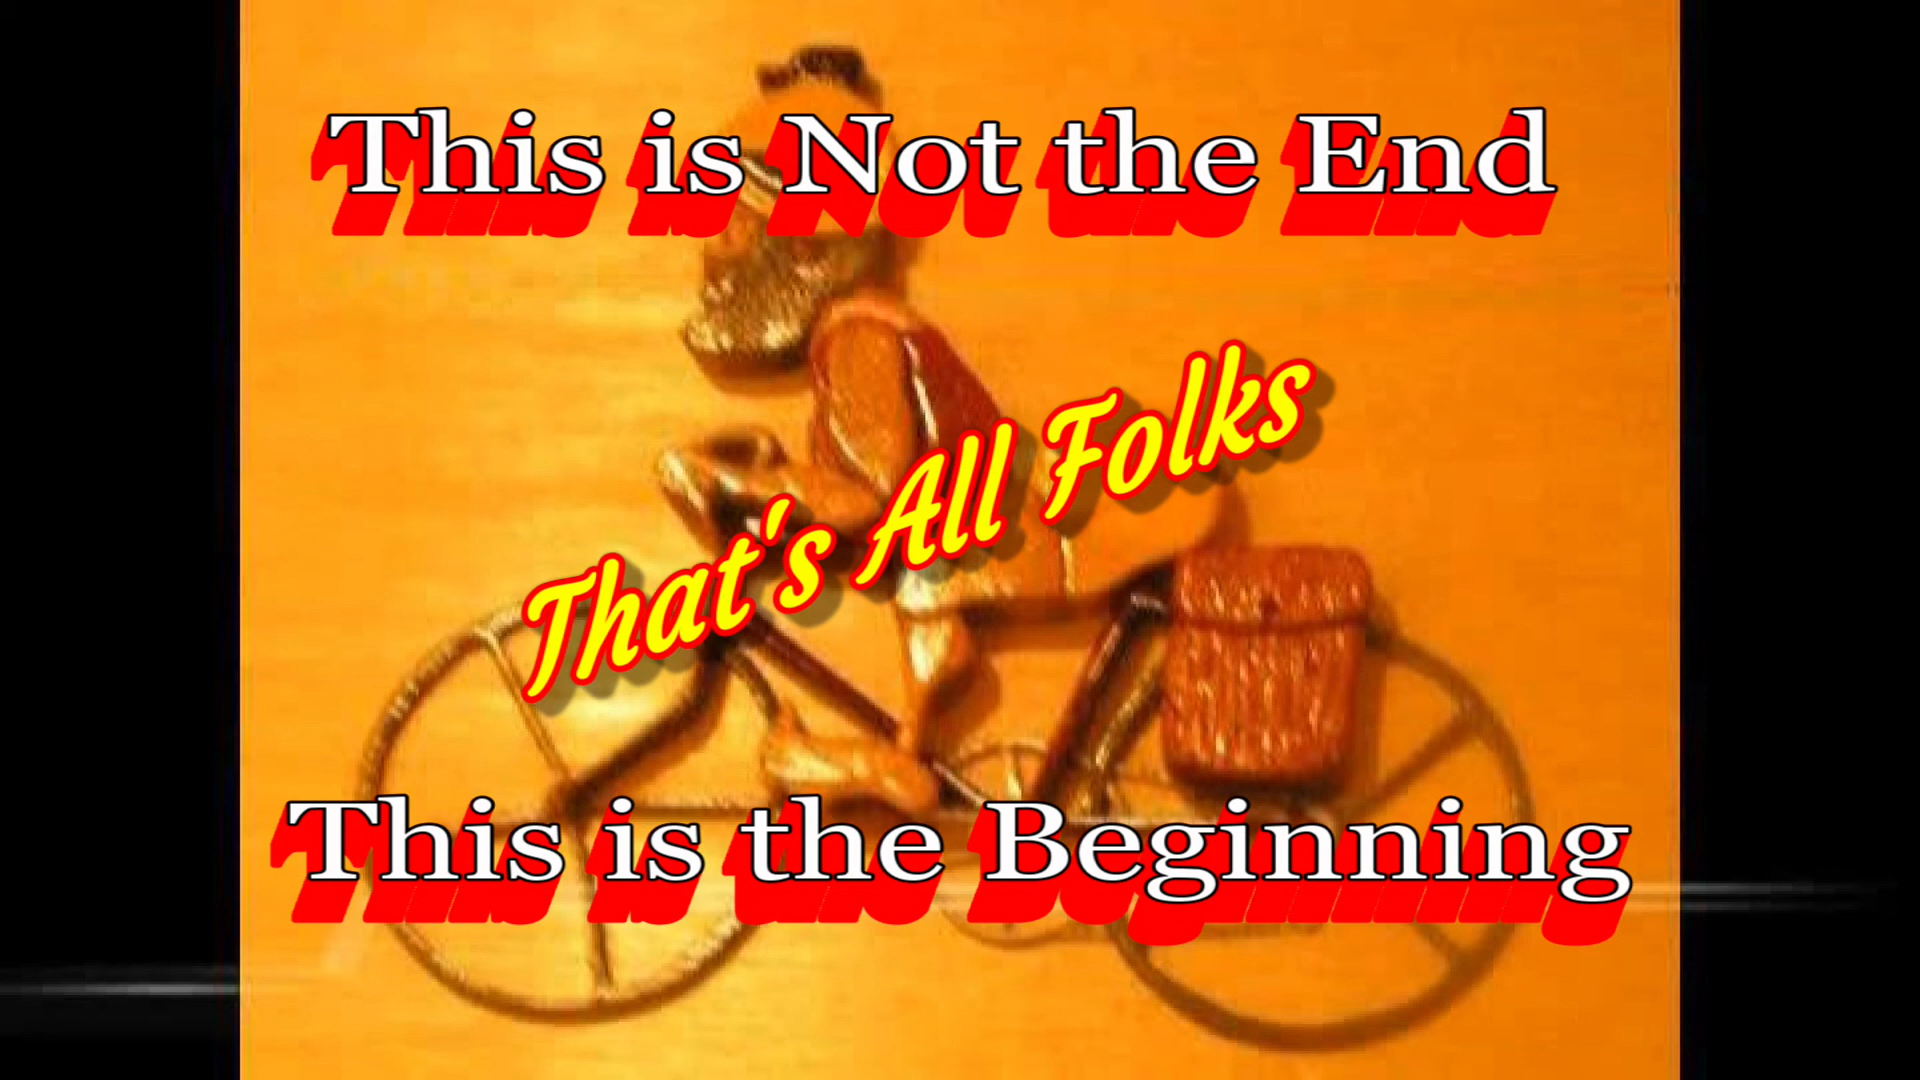 This is Not the End
That's All Folks
This is the Beginning